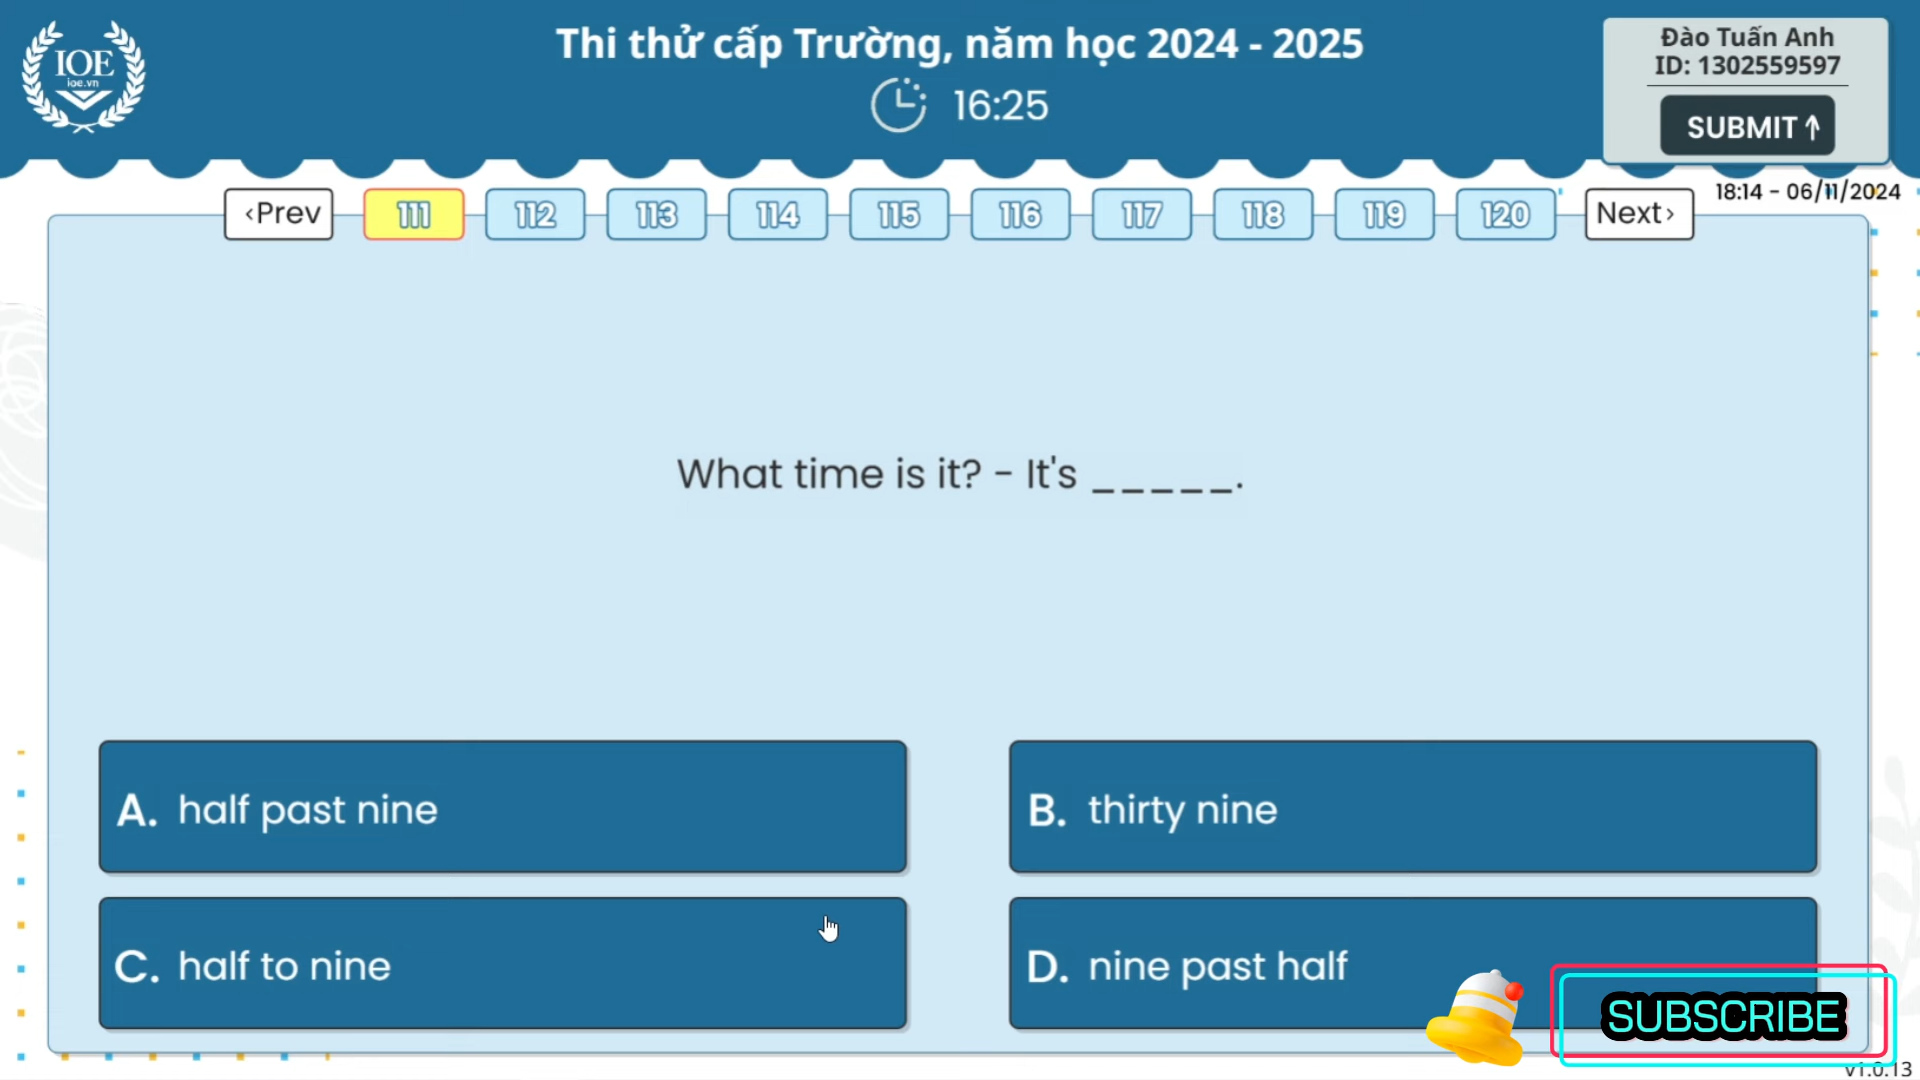 IOE
ioe.vn
Thi thử cấp Trường, năm học 2024 - 2025
16:25
Đào Tuấn Anh
ID: 1302559597
SUBMIT↑
18:14 - 06/11/2024
‹Prev 111 112 113 114 115 116 117 118 119 120 Next›
What time is it? - It's _____.
A. half past nine
B. thirty nine
C. half to nine
D. nine past half
SUBSCRIBE
v1.0.13